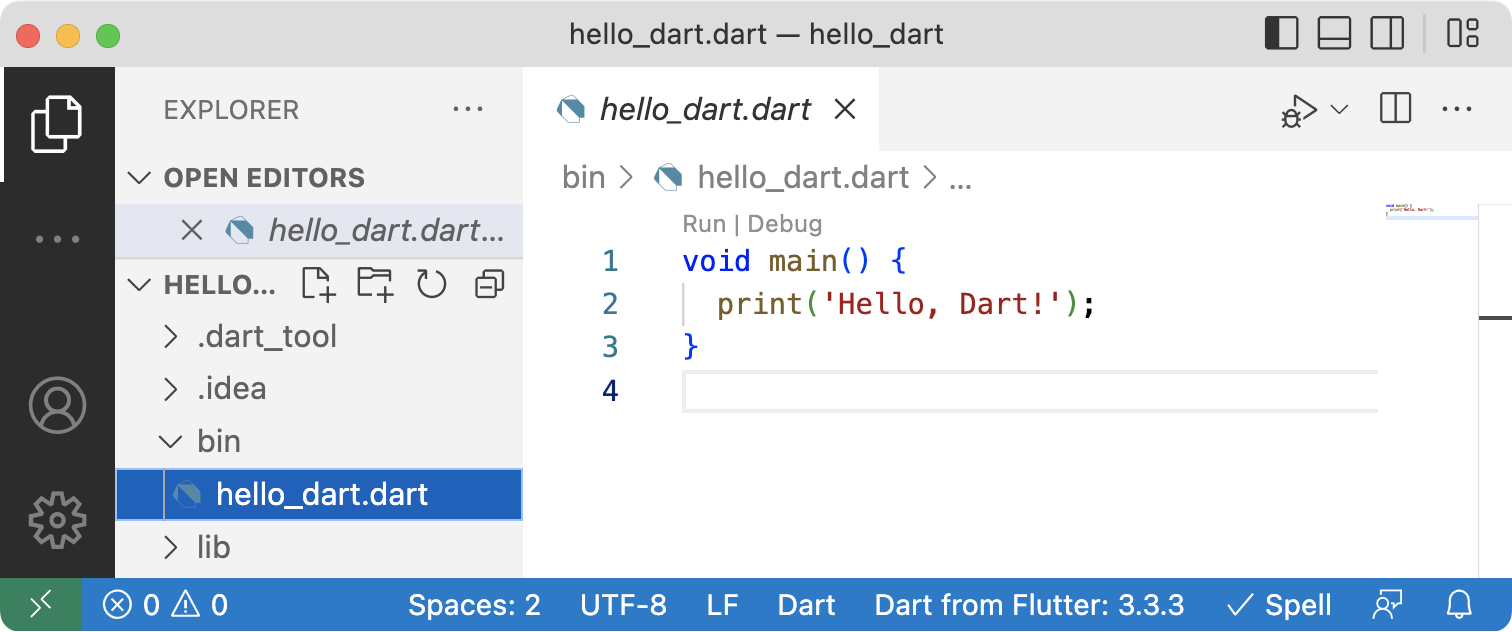 hello_dart.dart — hello_dart
EXPLORER
OPEN EDITORS
hello_dart.dart...
HELLO...
.dart_tool
.idea
bin
hello_dart.dart
lib
hello_dart.dart
bin > hello_dart.dart > ...
Run | Debug
1 void main() {
2 print('Hello, Dart!');
3 }
4
0 0 Spaces: 2 UTF-8 LF Dart Dart from Flutter: 3.3.3 Spell